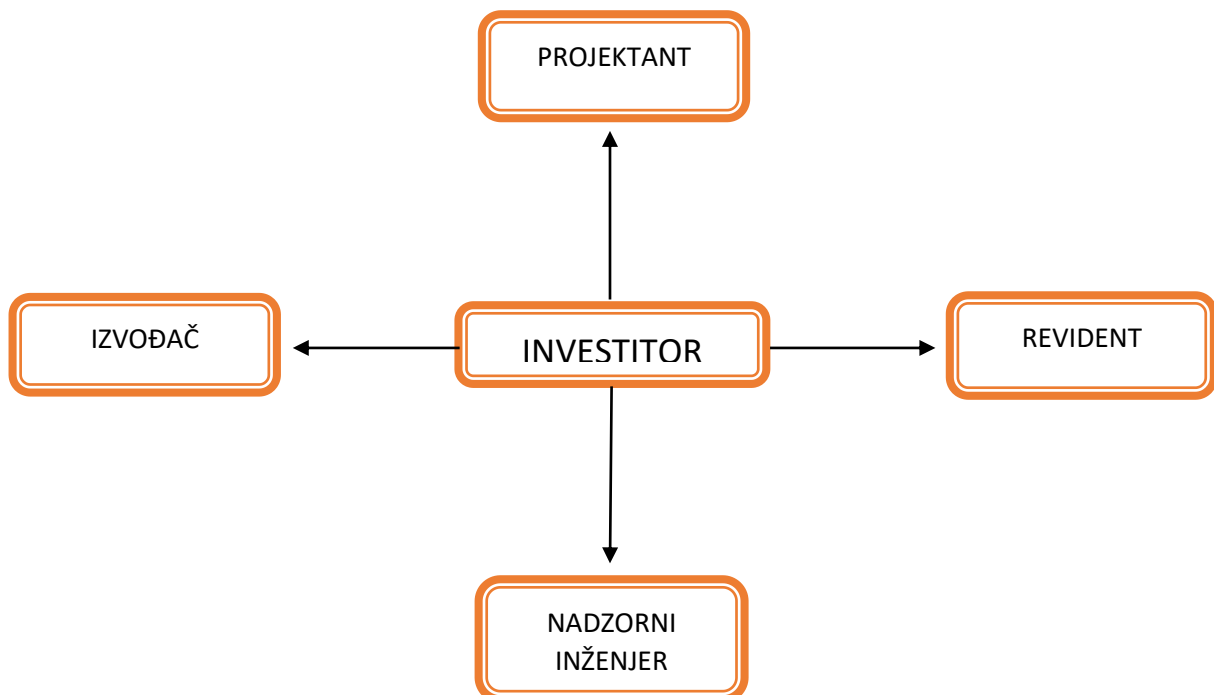 PROJEKTANT
IZVOĐAČ
INVESTITOR
REVIDENT
NADZORNI
INŽENJER